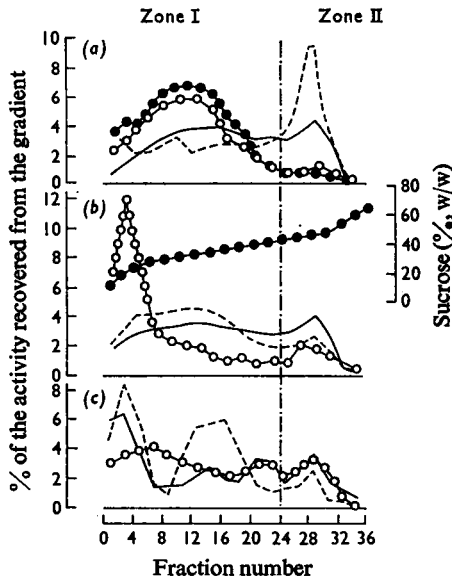 Zone I Zone II
% of the activity recovered from the gradient
(a)
10
8
6
4
2
0
(b)
12
10
8
6
4
2
0
80
60
40
20
0
Sucrose (%, w/w)
(c)
8
6
4
2
0
0 4 8 12 16 20 24 28 32 36
Fraction number